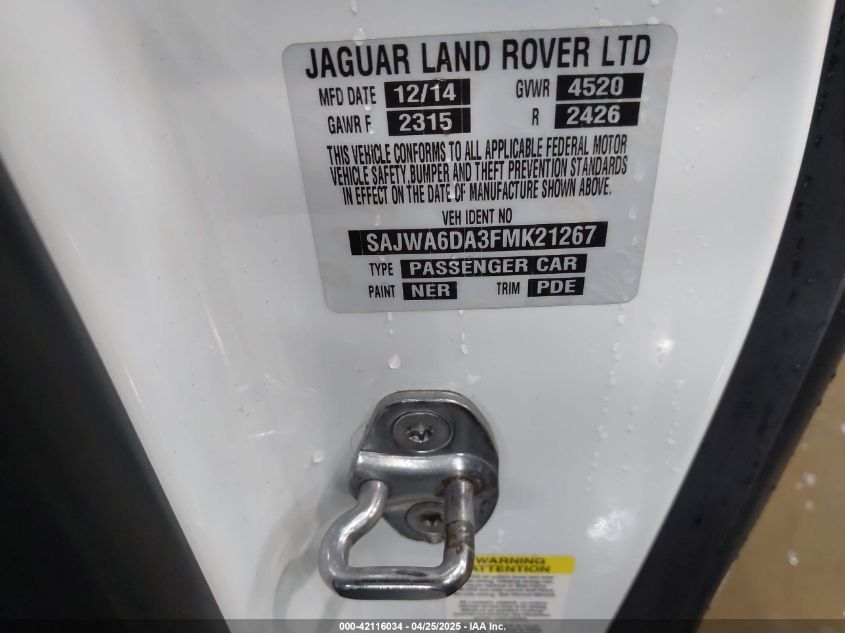 JAGUAR LAND ROVER LTD
MFD DATE 12/14 GVWR 4520
GAWR F 2315 R 2426
THIS VEHICLE CONFORMS TO ALL APPLICABLE FEDERAL MOTOR
VEHICLE SAFETY,BUMPER AND THEFT PREVENTION STANDARDS
IN EFFECT ON THE DATE OF MANUFACTURE SHOWN ABOVE.
VEH IDENT NO
SAJWA6DA3FMK21267
TYPE PASSENGER CAR
PAINT NER TRIM PDE
WARNING
ATTENTION
000-42116034 - 04/25/2025 - IAA Inc.